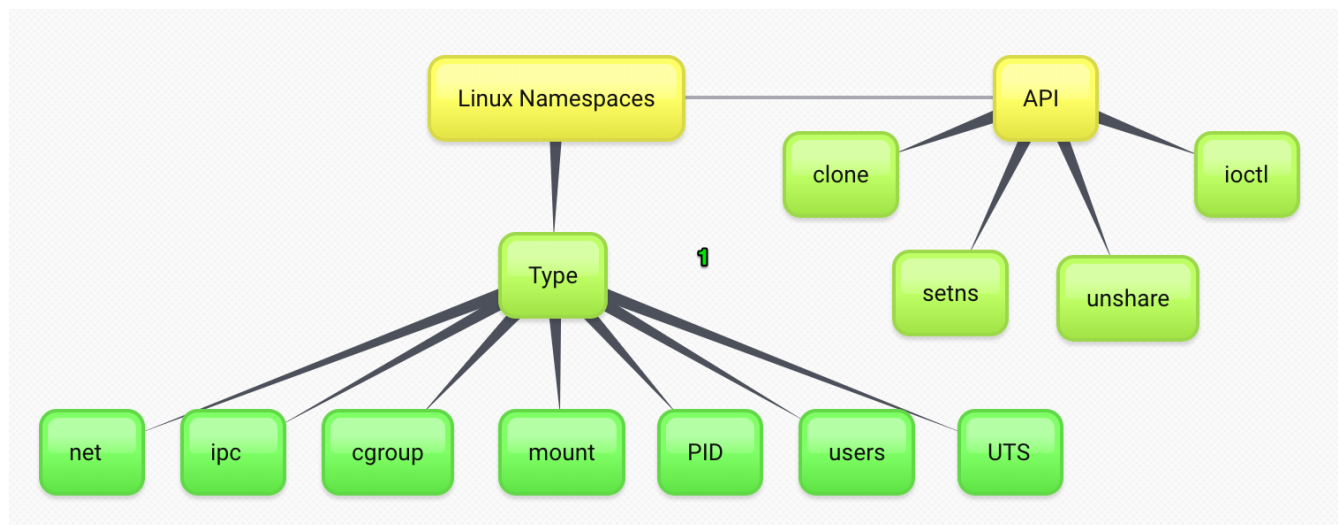 Linux Namespaces
API
clone
ioctl
Type
1
setns
unshare
net
ipc
cgroup
mount
PID
users
UTS